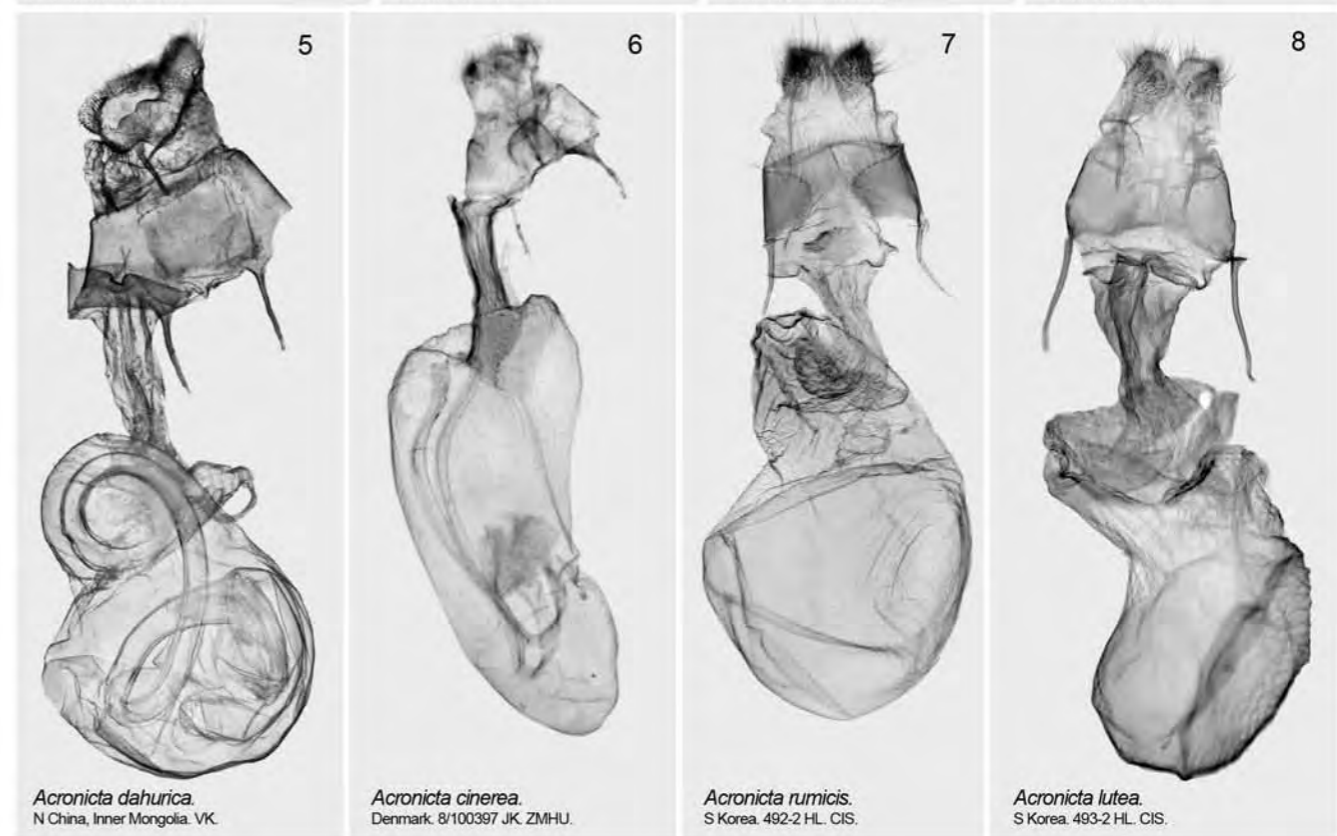 5
Acronicta dahurica.
N China, Inner Mongolia. VK.
6
Acronicta cinerea.
Denmark. 8/100397 JK. ZMHU.
7
Acronicta rumicis.
S Korea. 492-2 HL. CIS.
8
Acronicta lutea.
S Korea. 493-2 HL. CIS.